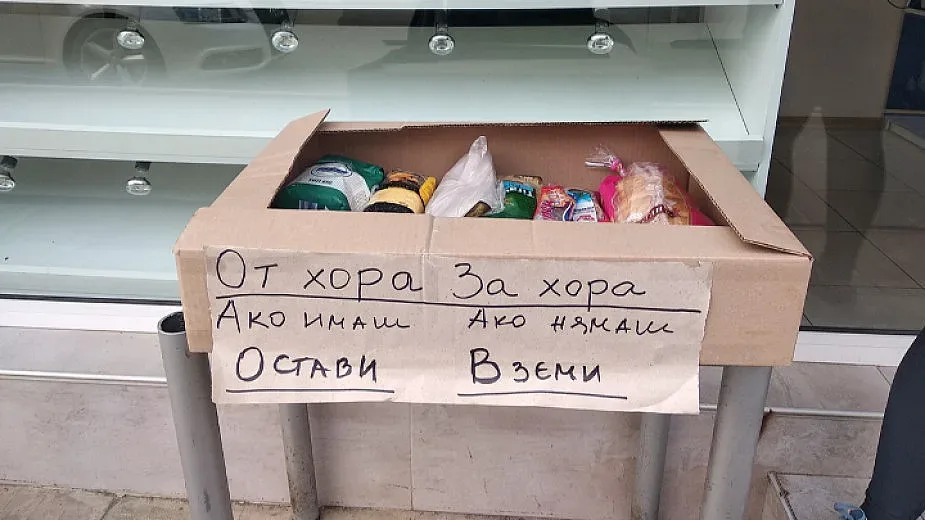 От хора За хора
Ако имаш Ако нямаш
Остави Вземи